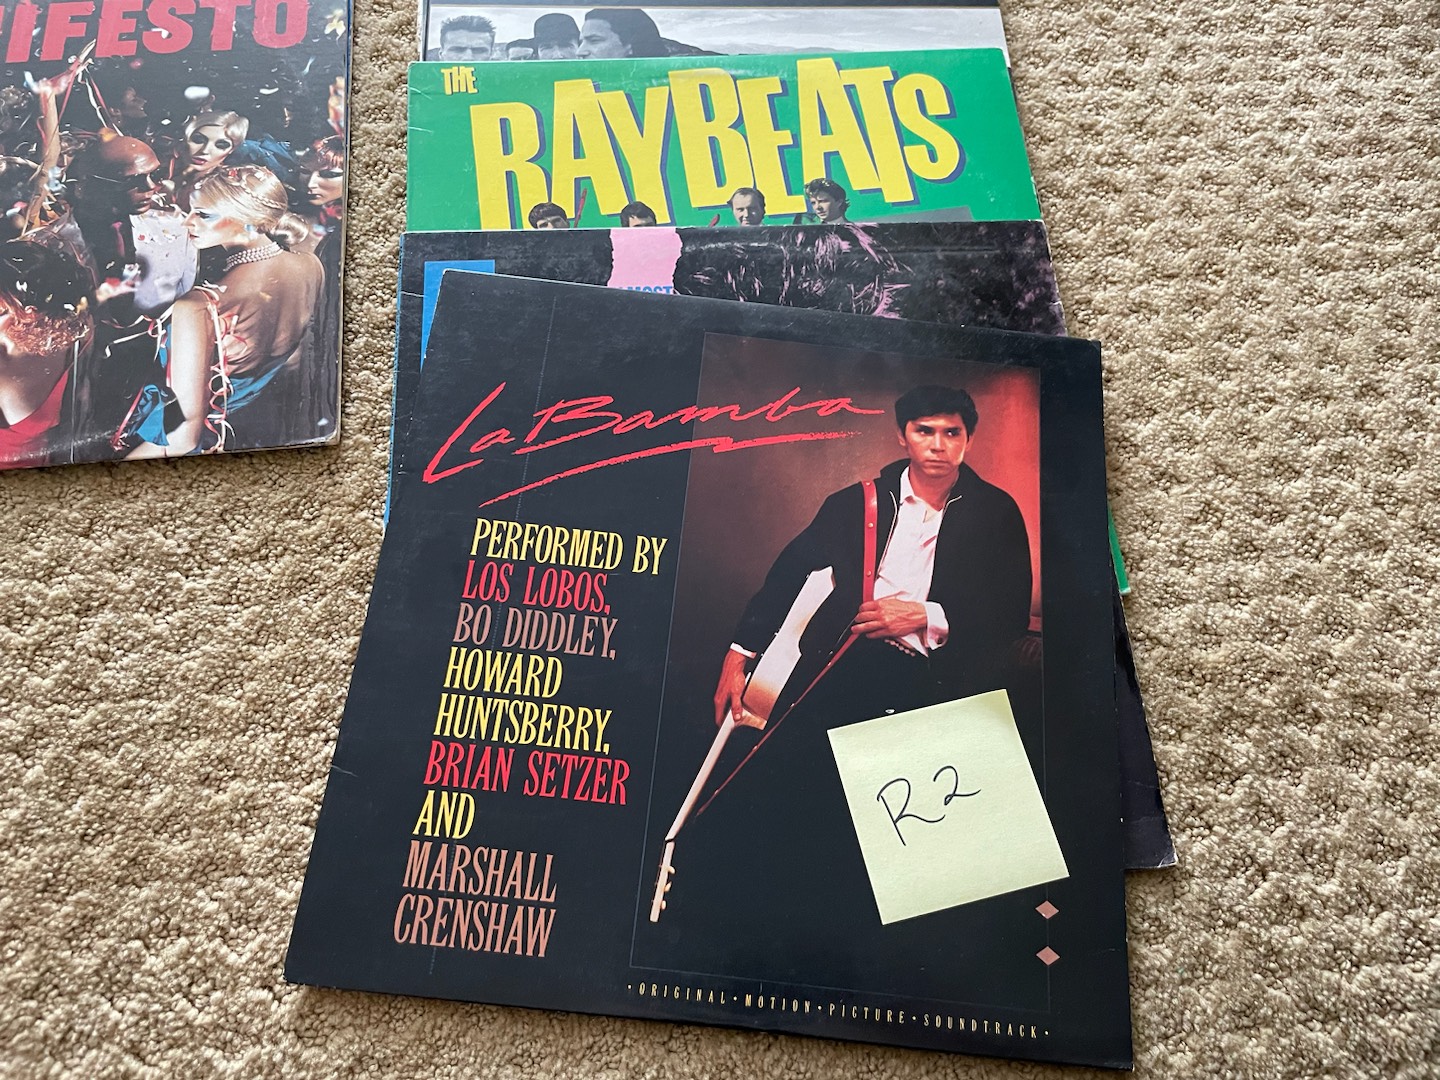 IFESTO
THE
RAYBEATS
La Bamba
PERFORMED BY
LOS LOBOS,
BO DIDDLEY,
HOWARD
HUNTSBERRY,
BRIAN SETZER
AND
MARSHALL
CRENSHAW
R2
• ORIGINAL • MOTION • PICTURE • SOUNDTRACK •